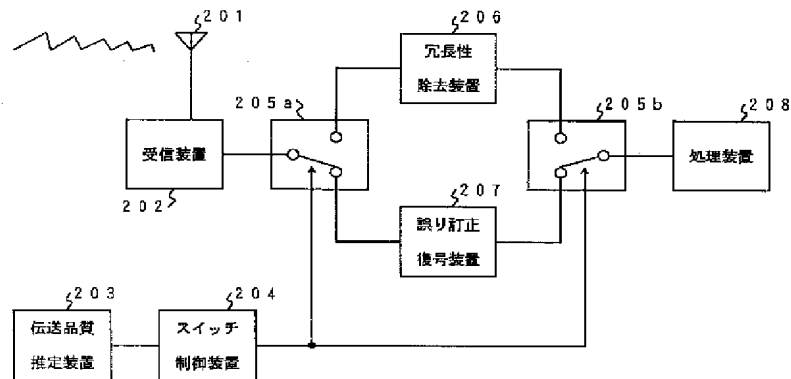 201
206
冗長性
除去装置
205a
205b
208
受信装置
処理装置
202
207
誤り訂正
復号装置
203
204
伝送品質
推定装置
スイッチ
制御装置